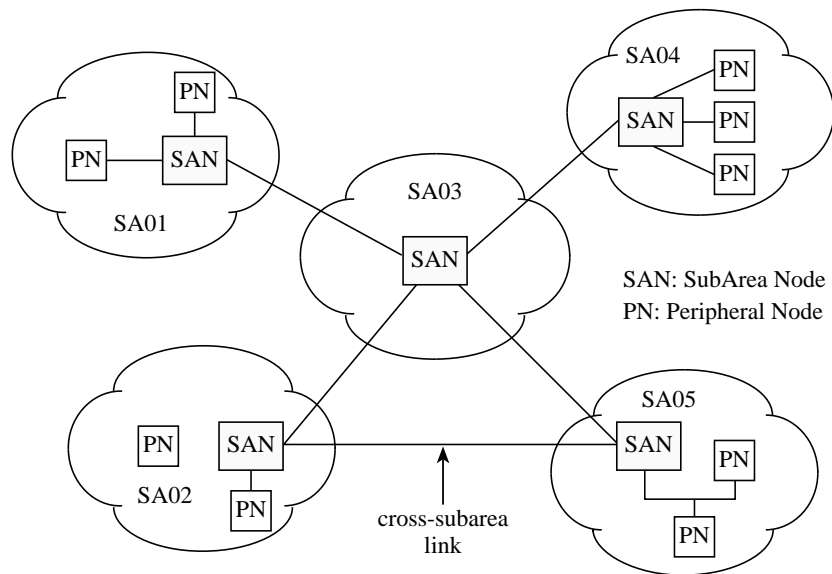 PN
PN
SAN
SA01
SA04
PN
SAN
PN
PN
SA03
SAN
SAN: SubArea Node
PN: Peripheral Node
PN
SAN
SA02
PN
SA05
SAN
PN
PN
cross-subarea
link